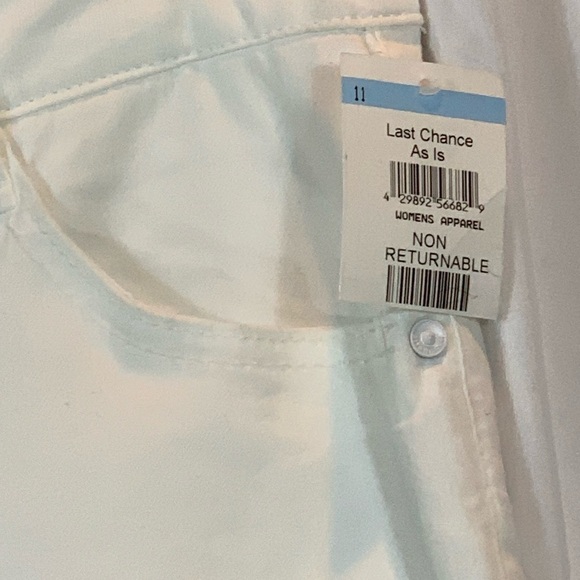 11
Last Chance
As Is
4 29892 56682 9
WOMENS APPAREL
NON
RETURNABLE